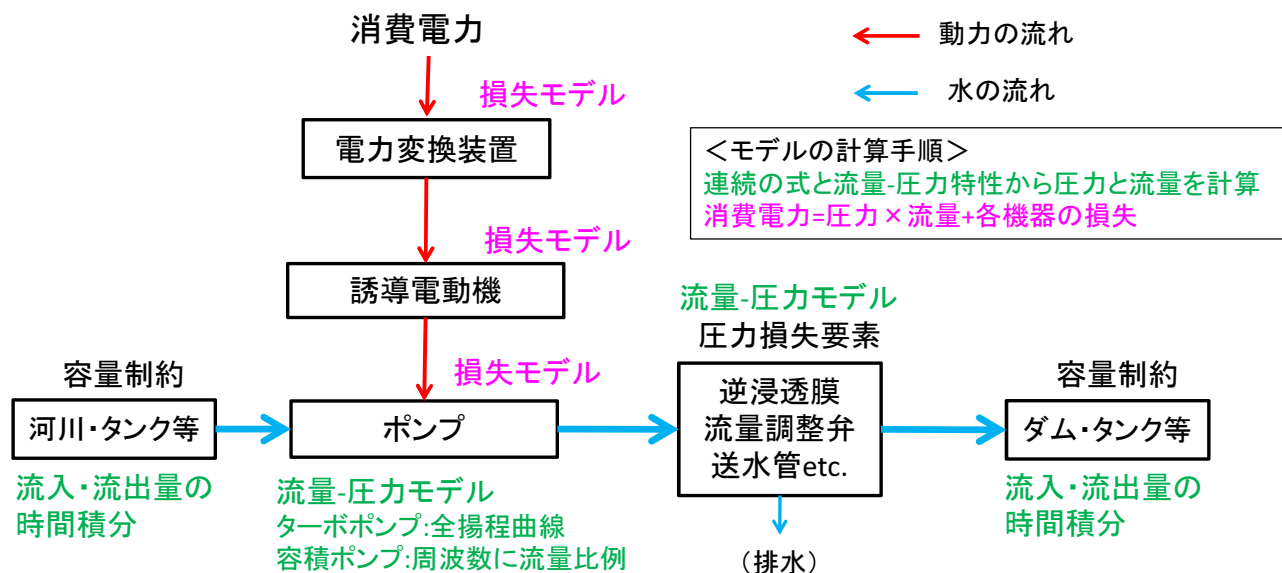 消費電力
動力の流れ
水の流れ
損失モデル
電力変換装置
＜モデルの計算手順＞
連続の式と流量-圧力特性から圧力と流量を計算
消費電力=圧力×流量+各機器の損失
損失モデル
誘導電動機
流量-圧力モデル
圧力損失要素
損失モデル
容量制約
河川・タンク等
ポンプ
逆浸透膜
流量調整弁
送水管etc.
容量制約
ダム・タンク等
流入・流出量の
時間積分
流量-圧力モデル
ターボポンプ:全揚程曲線
容積ポンプ:周波数に流量比例
（排水）
流入・流出量の
時間積分